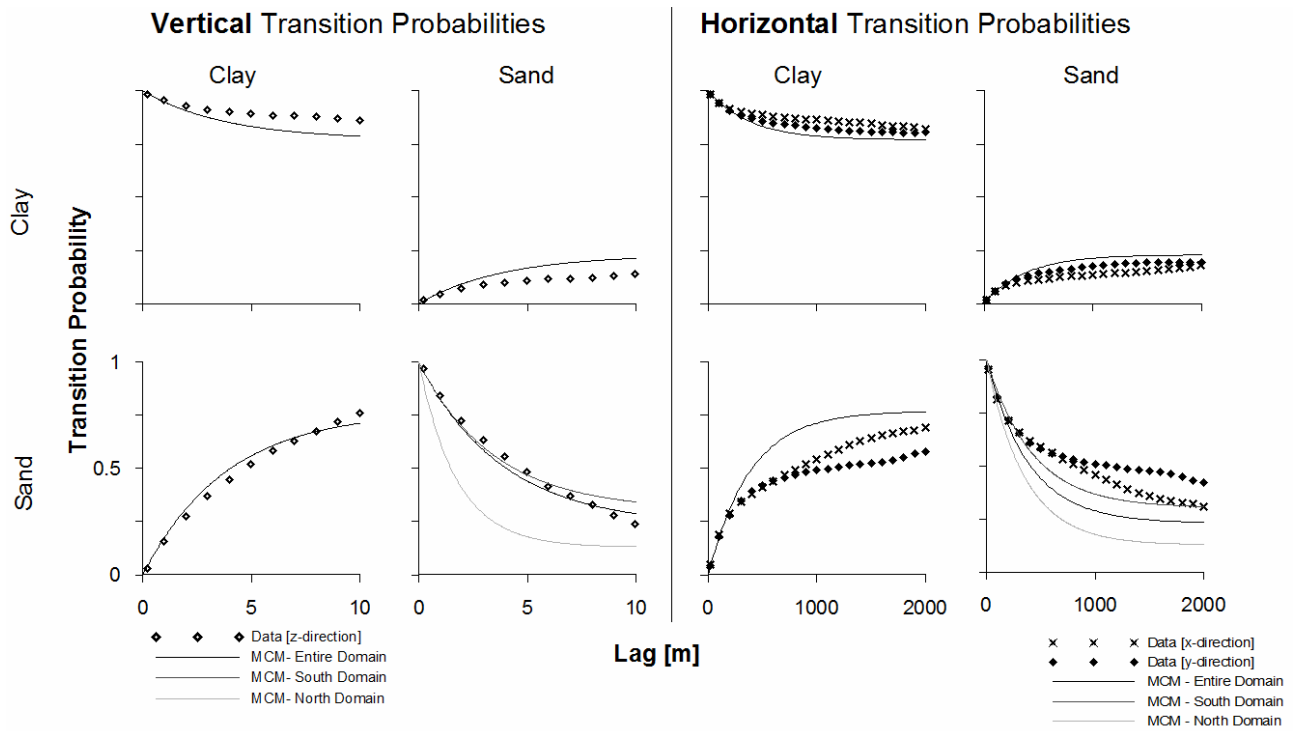 Vertical Transition Probabilities
Horizontal Transition Probabilities
Clay
Sand
Clay
Sand
Clay
Sand
Transition Probability
1
0.5
0
0
5
10
0
5
10
0
1000
2000
0
1000
2000
Lag [m]
Data [z-direction]
MCM- Entire Domain
MCM- South Domain
MCM- North Domain
Data [x-direction]
Data [y-direction]
MCM - Entire Domain
MCM - South Domain
MCM - North Domain